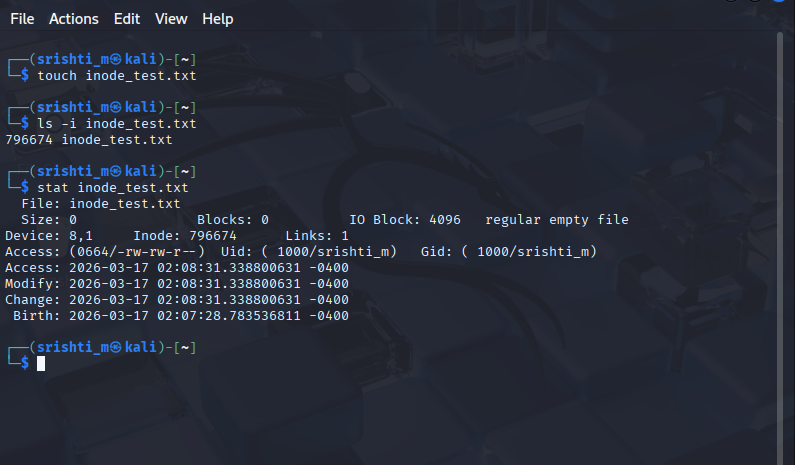 File Actions Edit View Help
┌──(srishti_m㉿kali)-[~]
└─$ touch inode_test.txt
┌──(srishti_m㉿kali)-[~]
└─$ ls -i inode_test.txt
796674 inode_test.txt
┌──(srishti_m㉿kali)-[~]
└─$ stat inode_test.txt
  File: inode_test.txt
  Size: 0               Blocks: 0          IO Block: 4096   regular empty file
Device: 8,1     Inode: 796674      Links: 1
Access: (0664/-rw-rw-r--)  Uid: ( 1000/srishti_m)   Gid: ( 1000/srishti_m)
Access: 2026-03-17 02:08:31.338800631 -0400
Modify: 2026-03-17 02:08:31.338800631 -0400
Change: 2026-03-17 02:08:31.338800631 -0400
 Birth: 2026-03-17 02:07:28.783536811 -0400
┌──(srishti_m㉿kali)-[~]
└─$